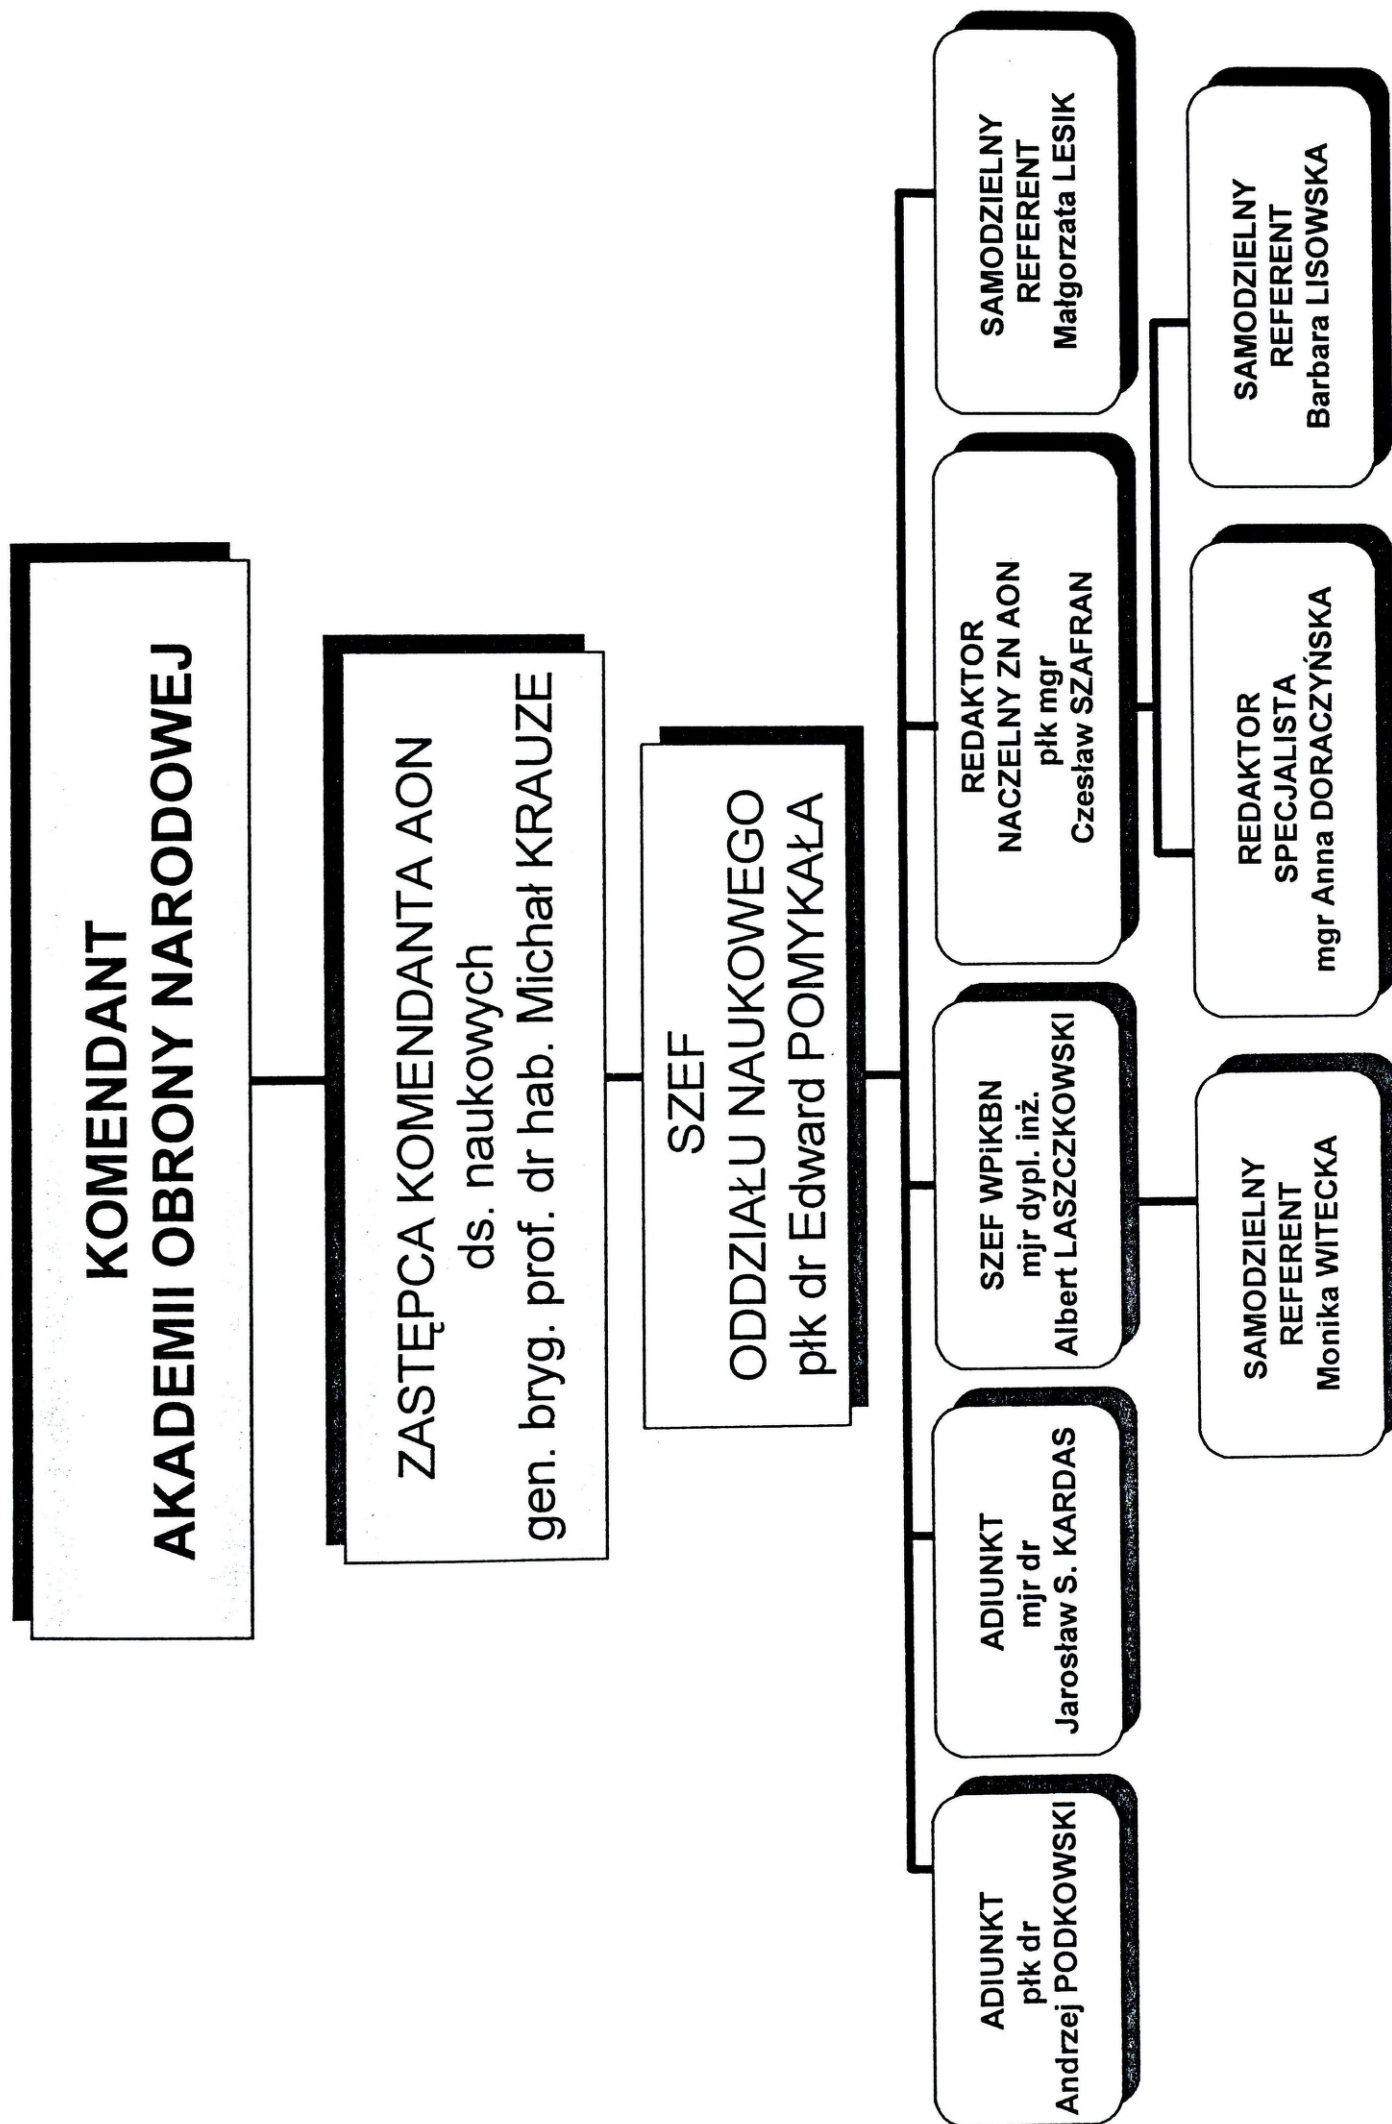 KOMENDANT
AKADEMII OBRONY NARODOWEJ
ZASTĘPCA KOMENDANTA AON
ds. naukowych
gen. bryg. prof. dr hab. Michał KRAUZE
SZEF
ODDZIAŁU NAUKOWEGO
płk dr Edward POMYKAŁA
ADIUNKT
płk dr
Andrzej PODKOWSKI
ADIUNKT
mjr dr
Jarosław S. KARDAS
SZEF WPiKBN
mjr dypl. inż.
Albert LASZCZKOWSKI
REDAKTOR
NACZELNY ZN AON
płk mgr
Czesław SZAFRAN
SAMODZIELNY
REFERENT
Małgorzata LESIK
SAMODZIELNY
REFERENT
Monika WITECKA
REDAKTOR
SPECJALISTA
mgr Anna DORACZYŃSKA
SAMODZIELNY
REFERENT
Barbara LISOWSKA